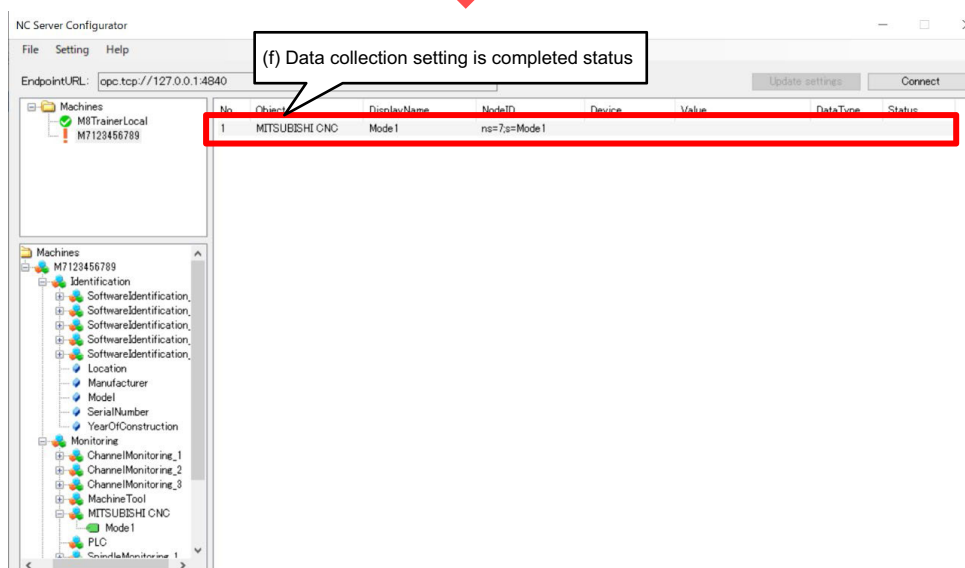 NC Server Configurator
File Setting Help
(f) Data collection setting is completed status
EndpointURL: opc.tcp://127.0.0.1:4840
Update settings
Connect
Machines
M8TrainerLocal
M7123456789
No. Object DisplayName NodeID Device Value DataType Status
1 MITSUBISHI CNC Mode1 ns=7;s=Mode1
Machines
M7123456789
Identification
SoftwareIdentification_
SoftwareIdentification_
SoftwareIdentification_
SoftwareIdentification_
SoftwareIdentification_
Location
Manufacturer
Model
SerialNumber
YearOfConstruction
Monitoring
ChannelMonitoring_1
ChannelMonitoring_2
ChannelMonitoring_3
MachineTool
MITSUBISHI CNC
Mode1
PLC
SpindleMonitoring_1